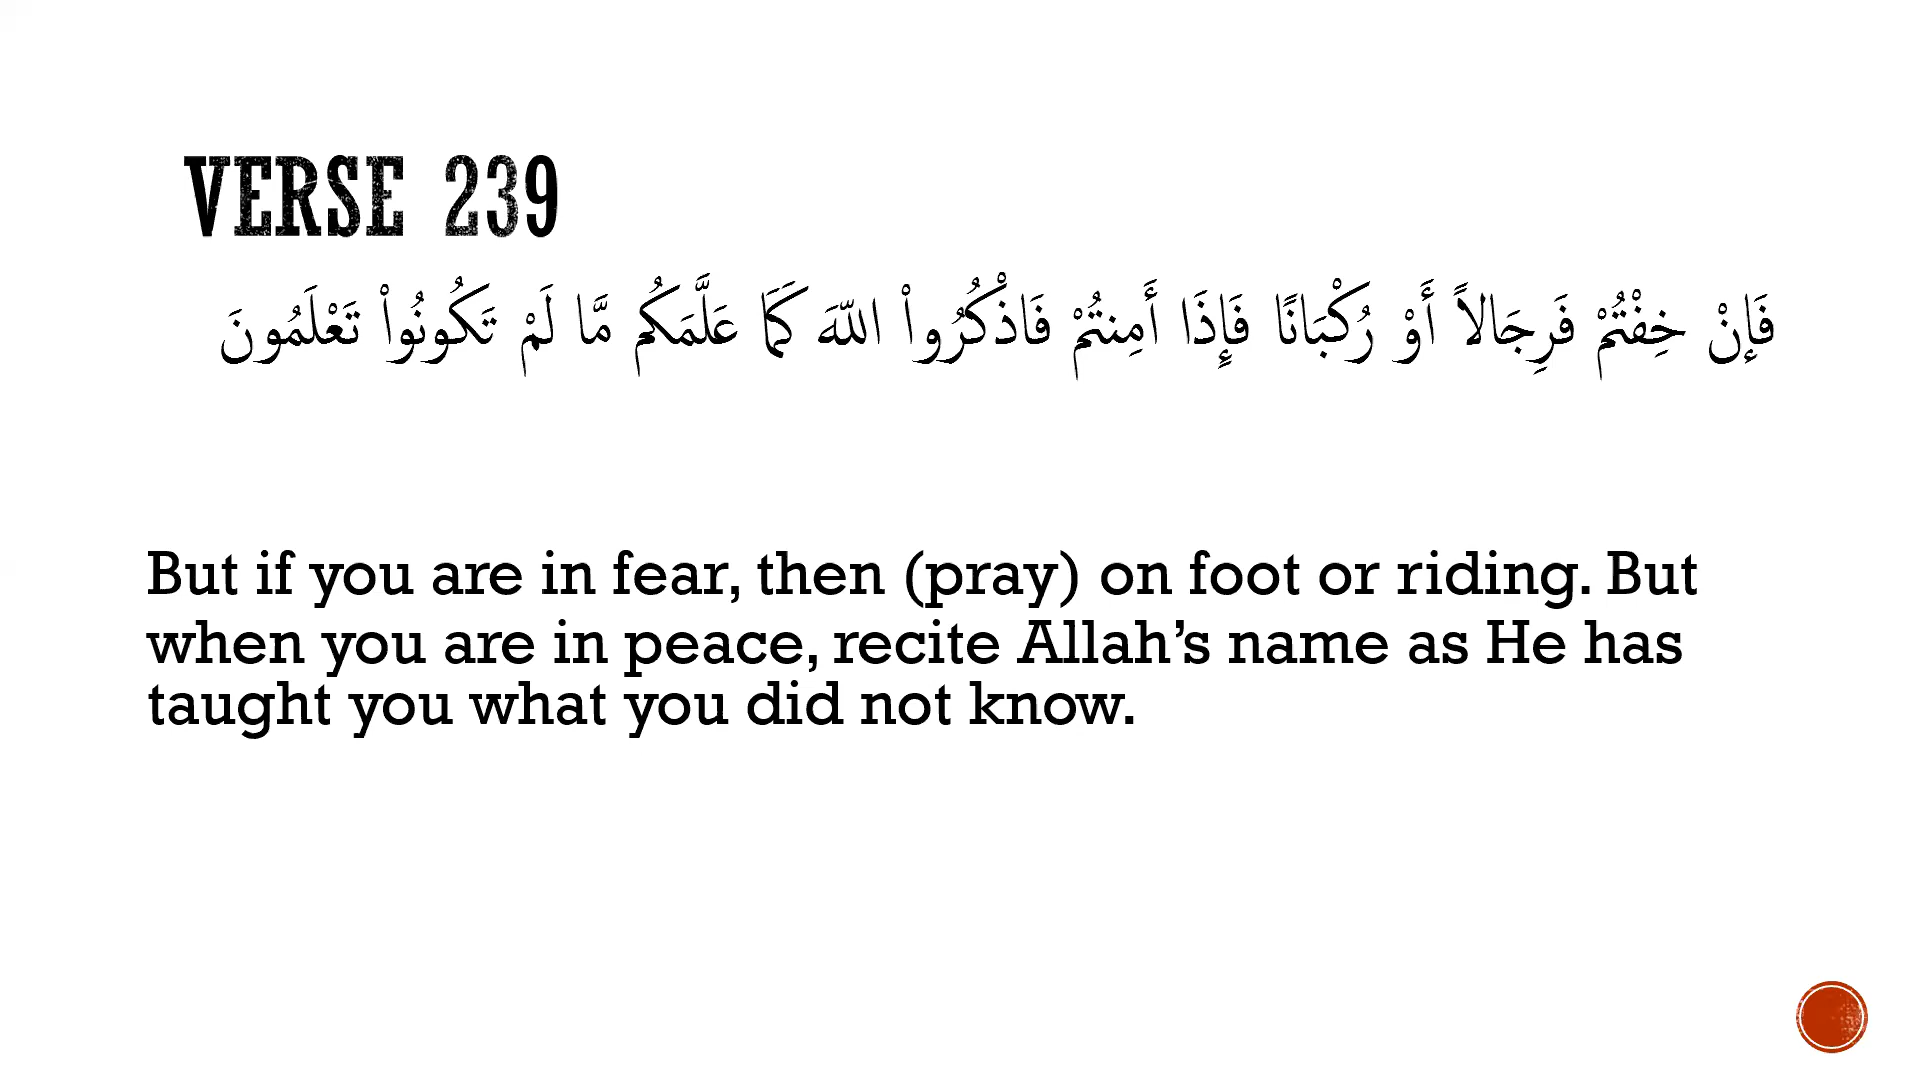 VERSE 239
فَإِنْ خِفْتُمْ فَرِجَالاً أَوْ رُكْبَانًا فَإِذَا أَمِنتُمْ فَاذْكُرُواْ اللّهَ كَمَا عَلَّمَكُم مَّا لَمْ تَكُونُواْ تَعْلَمُونَ
But if you are in fear, then (pray) on foot or riding. But
when you are in peace, recite Allah’s name as He has
taught you what you did not know.